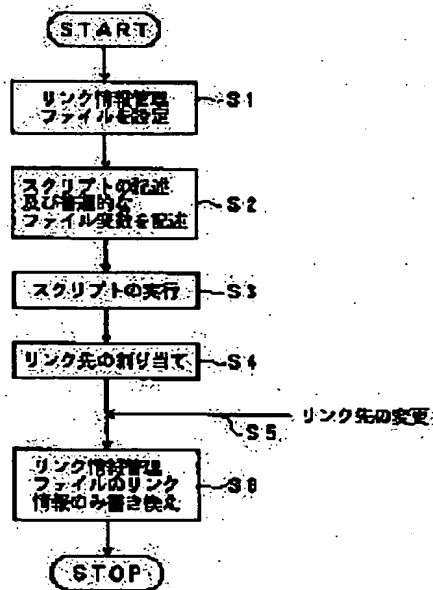 START
リンク情報管理
ファイルを設定
S1
スクリプトの記述
及び普遍的な
ファイル変数を記述
S2
スクリプトの実行
S3
リンク先の割り当て
S4
リンク先の変更
S5
リンク情報管理
ファイルのリンク
情報のみ書き換え
S6
STOP